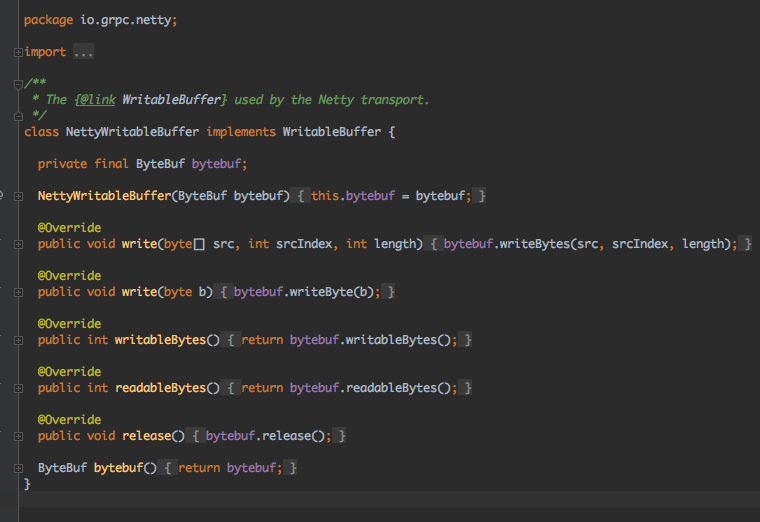 package io.grpc.netty;
import ...
/**
* The {@link WritableBuffer} used by the Netty transport.
*/
class NettyWritableBuffer implements WritableBuffer {
private final ByteBuf bytebuf;
NettyWritableBuffer(ByteBuf bytebuf) { this.bytebuf = bytebuf; }
@Override
public void write(byte[] src, int srcIndex, int length) { bytebuf.writeBytes(src, srcIndex, length); }
@Override
public void write(byte b) { bytebuf.writeByte(b); }
@Override
public int writableBytes() { return bytebuf.writableBytes(); }
@Override
public int readableBytes() { return bytebuf.readableBytes(); }
@Override
public void release() { bytebuf.release(); }
ByteBuf bytebuf() { return bytebuf; }
}